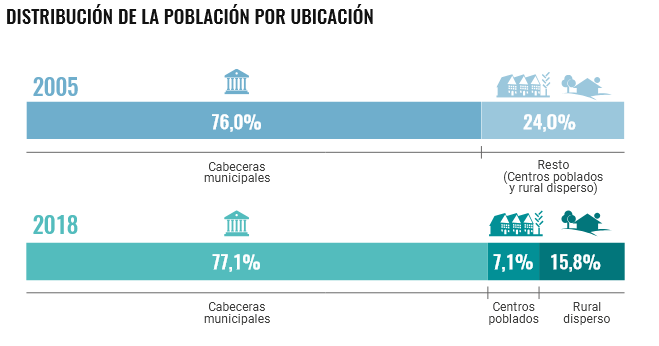 DISTRIBUCIÓN DE LA POBLACIÓN POR UBICACIÓN
2005
76,0%
24,0%
Cabeceras
municipales
Resto
(Centros poblados
y rural disperso)
2018
77,1%
7,1%
15,8%
Cabeceras
municipales
Centros
poblados
Rural
disperso